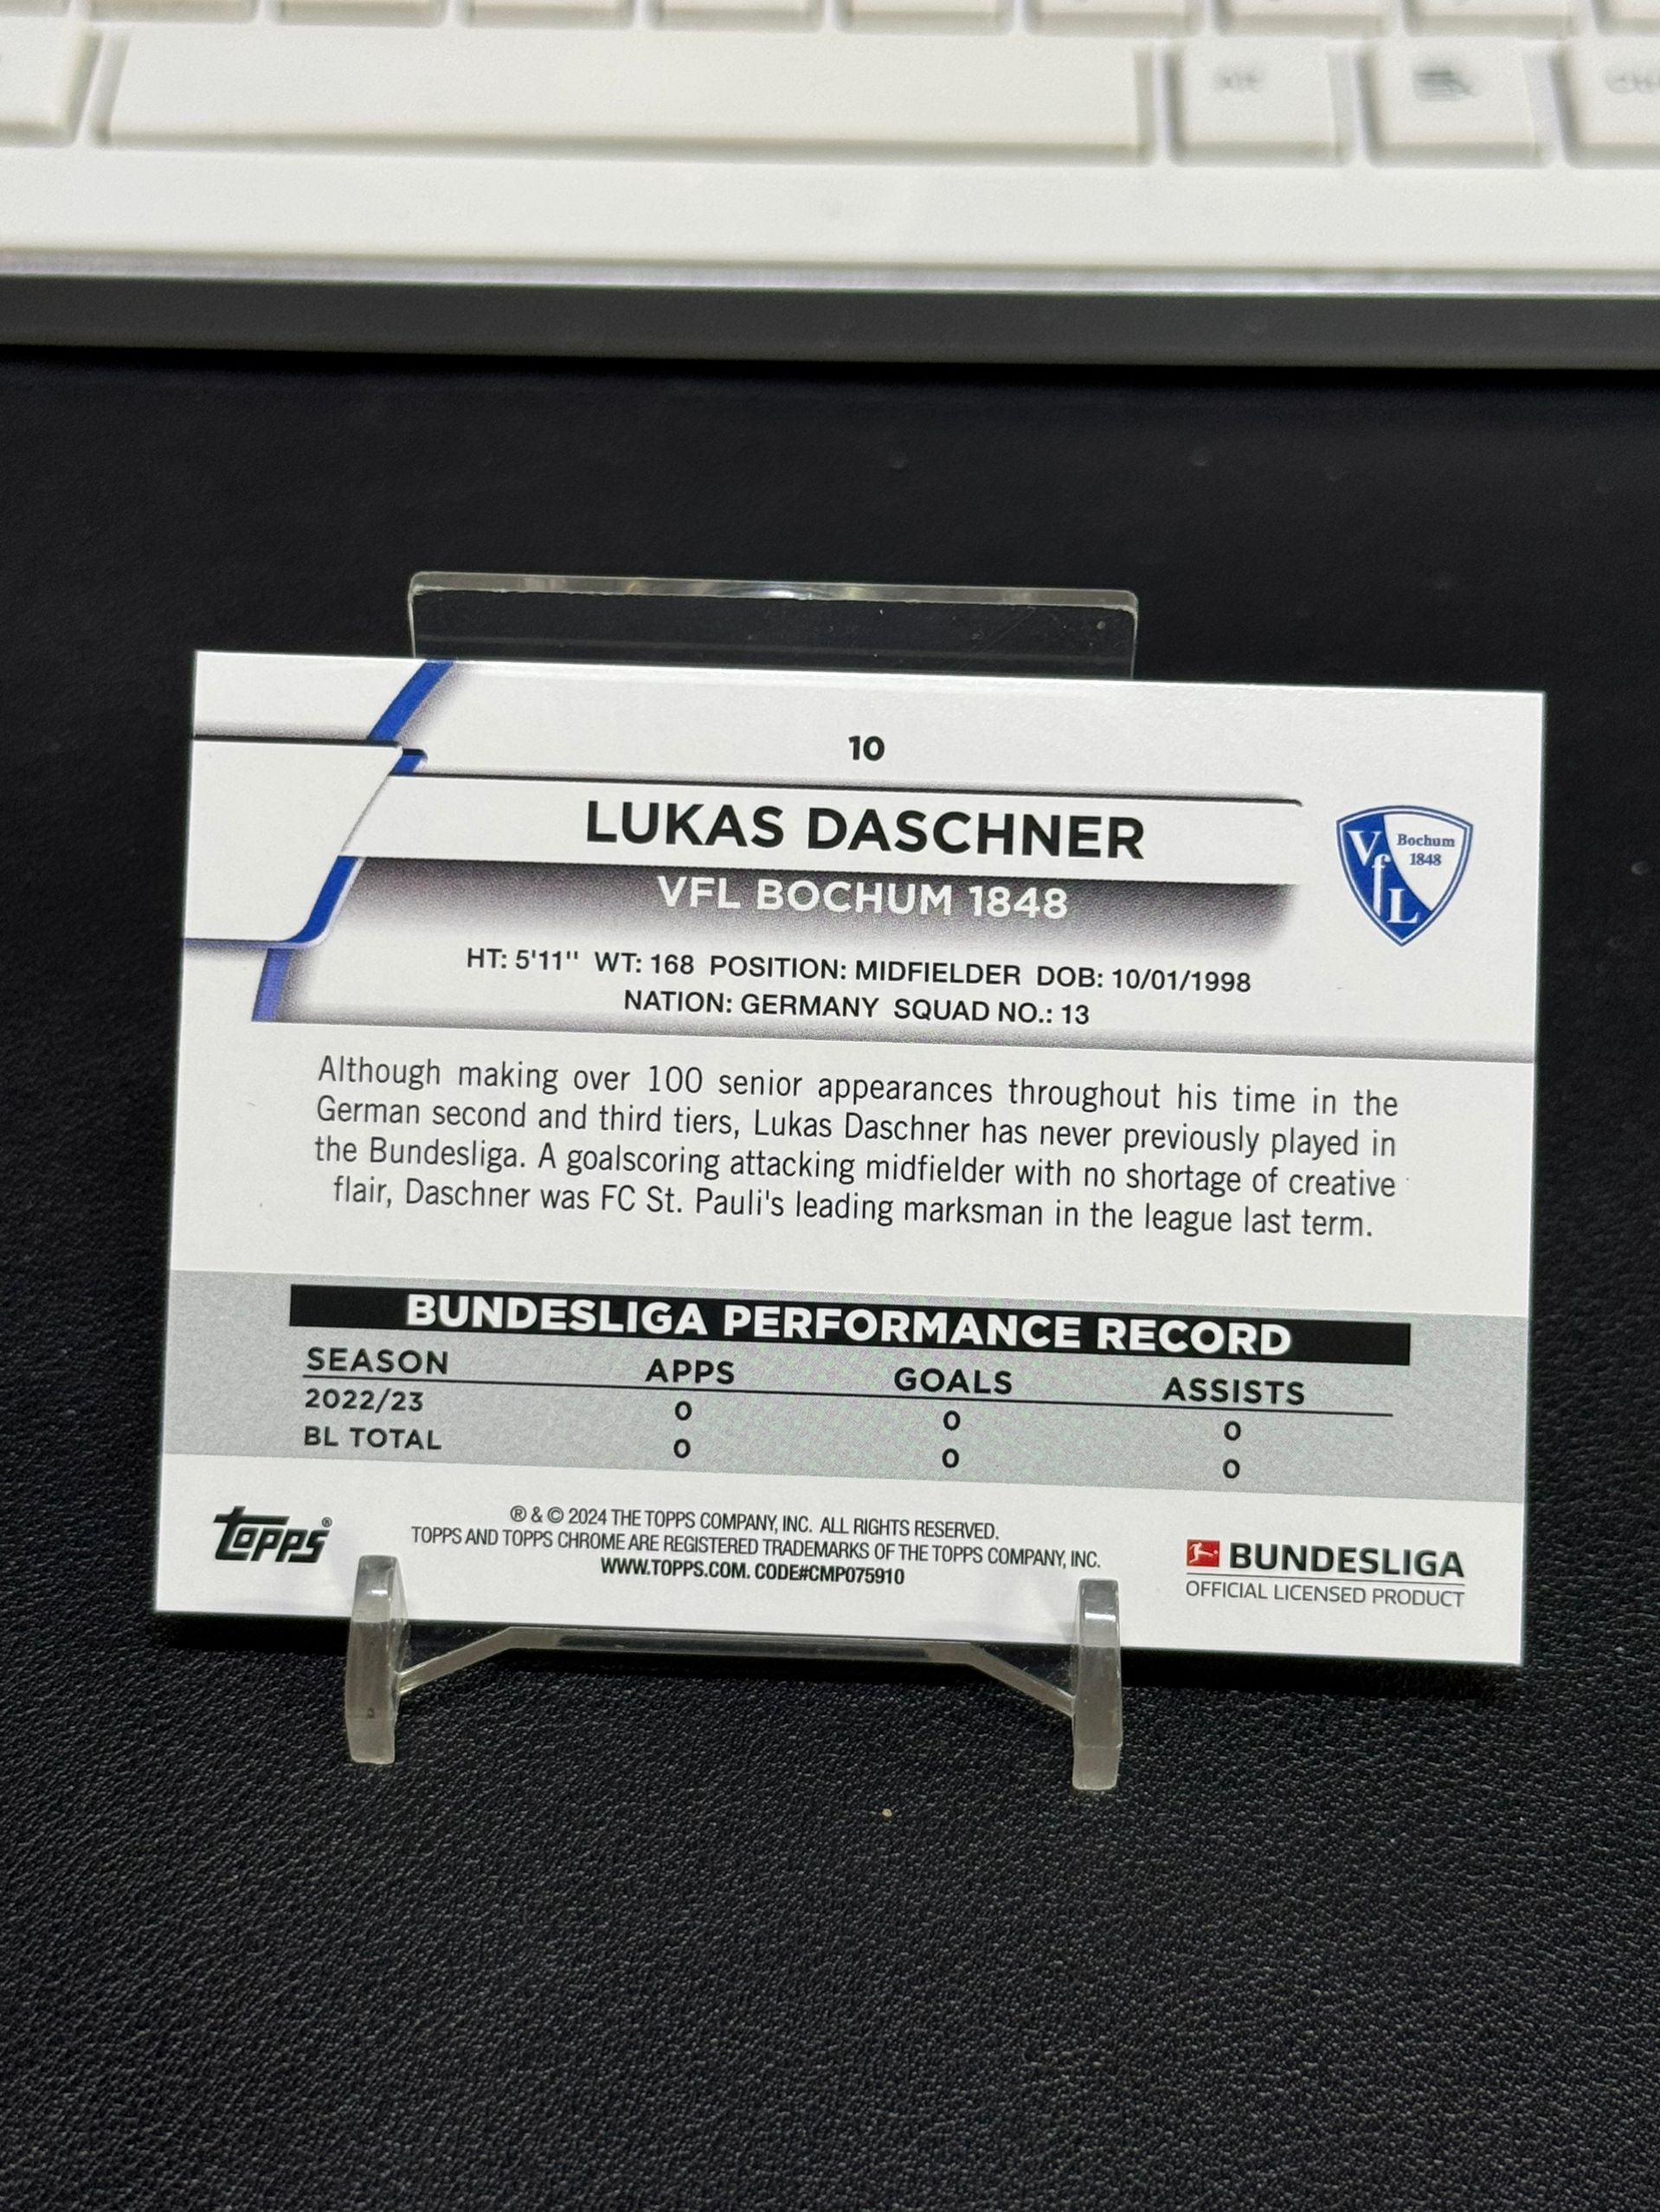 10
LUKAS DASCHNER
VFL BOCHUM 1848
Bochum
1848
VfL
HT: 5'11'' WT: 168 POSITION: MIDFIELDER DOB: 10/01/1998
NATION: GERMANY SQUAD NO.: 13
Although making over 100 senior appearances throughout his time in the
German second and third tiers, Lukas Daschner has never previously played in
the Bundesliga. A goalscoring attacking midfielder with no shortage of creative
flair, Daschner was FC St. Pauli's leading marksman in the league last term.
BUNDESLIGA PERFORMANCE RECORD
SEASON APPS GOALS ASSISTS
2022/23 0 0 0
BL TOTAL 0 0 0
topps®
® & © 2024 THE TOPPS COMPANY, INC. ALL RIGHTS RESERVED.
TOPPS AND TOPPS CHROME ARE REGISTERED TRADEMARKS OF THE TOPPS COMPANY, INC.
WWW.TOPPS.COM. CODE#CMP075910
BUNDESLIGA
OFFICIAL LICENSED PRODUCT